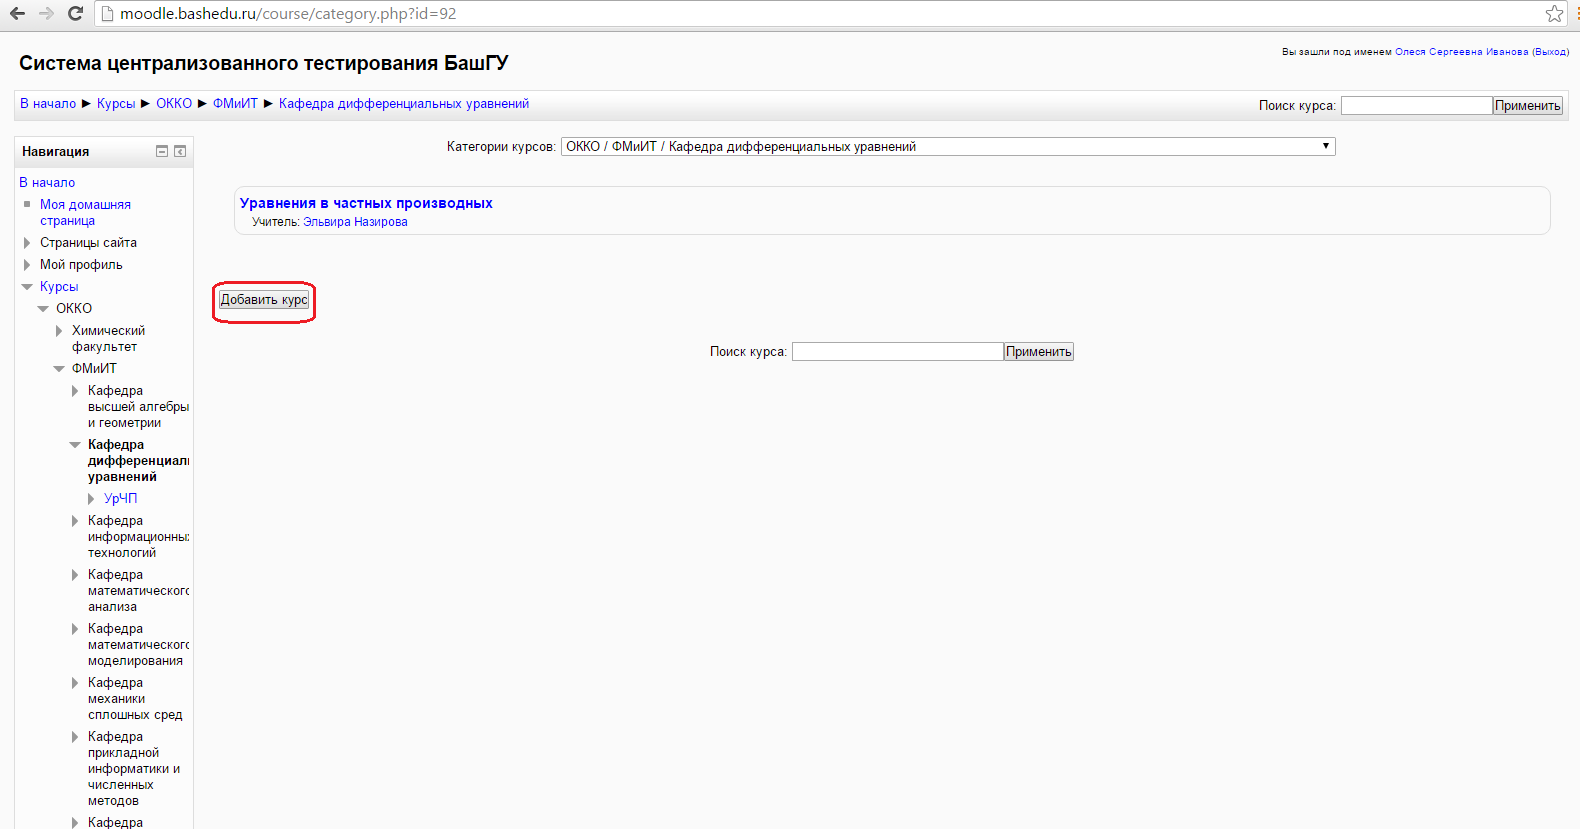 moodle.bashedu.ru/course/category.php?id=92
Система централизованного тестирования БашГУ
Вы зашли под именем Олеся Сергеевна Иванова (Выход)
В начало ► Курсы ► ОККО ► ФМиИТ ► Кафедра дифференциальных уравнений
Поиск курса: Применить
Навигация
В начало
Моя домашняя
страница
Страницы сайта
Мой профиль
Курсы
ОККО
Химический
факультет
ФМиИТ
Кафедра
высшей алгебры
и геометрии
Кафедра
дифференциаль
уравнений
УрЧП
Кафедра
информационны
технологий
Кафедра
математическог
анализа
Кафедра
математическог
моделирования
Кафедра
механики
сплошных сред
Кафедра
прикладной
информатики и
численных
методов
Кафедра
Категории курсов: ОККО / ФМиИТ / Кафедра дифференциальных уравнений
Уравнения в частных производных
Учитель: Эльвира Назирова
Добавить курс
Поиск курса: Применить